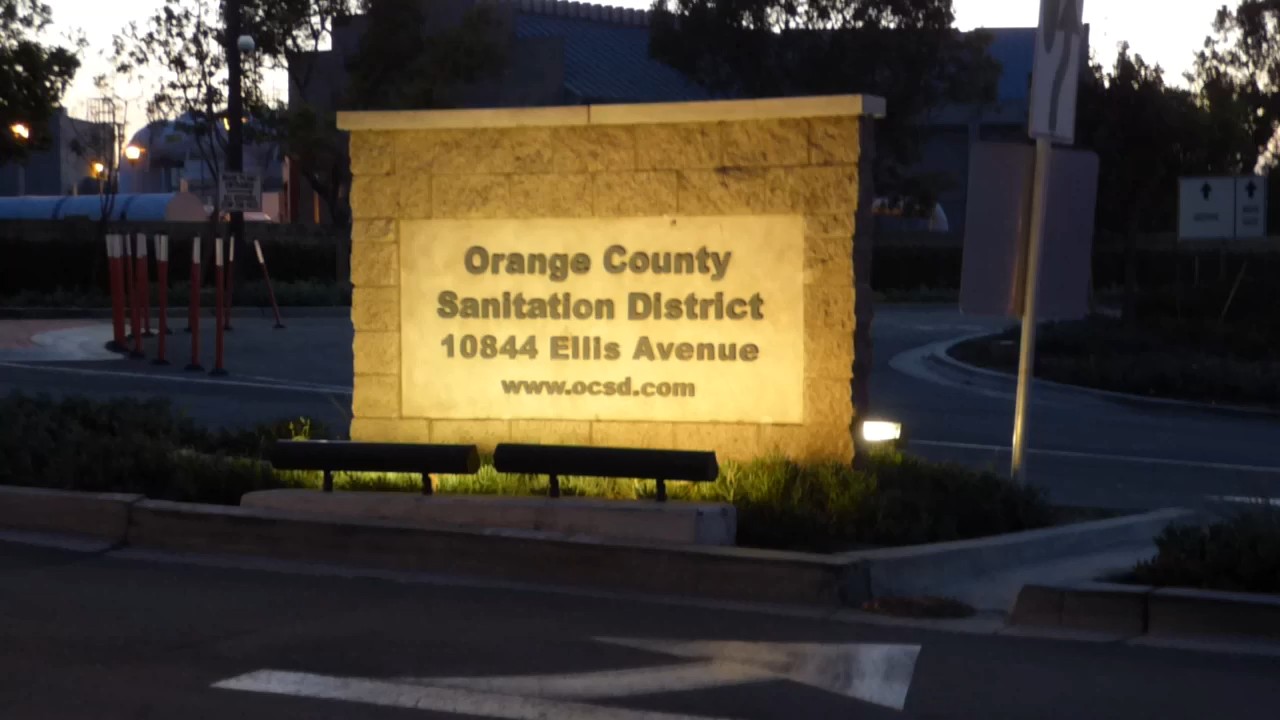 Orange County
Sanitation District
10844 Ellis Avenue
www.ocsd.com